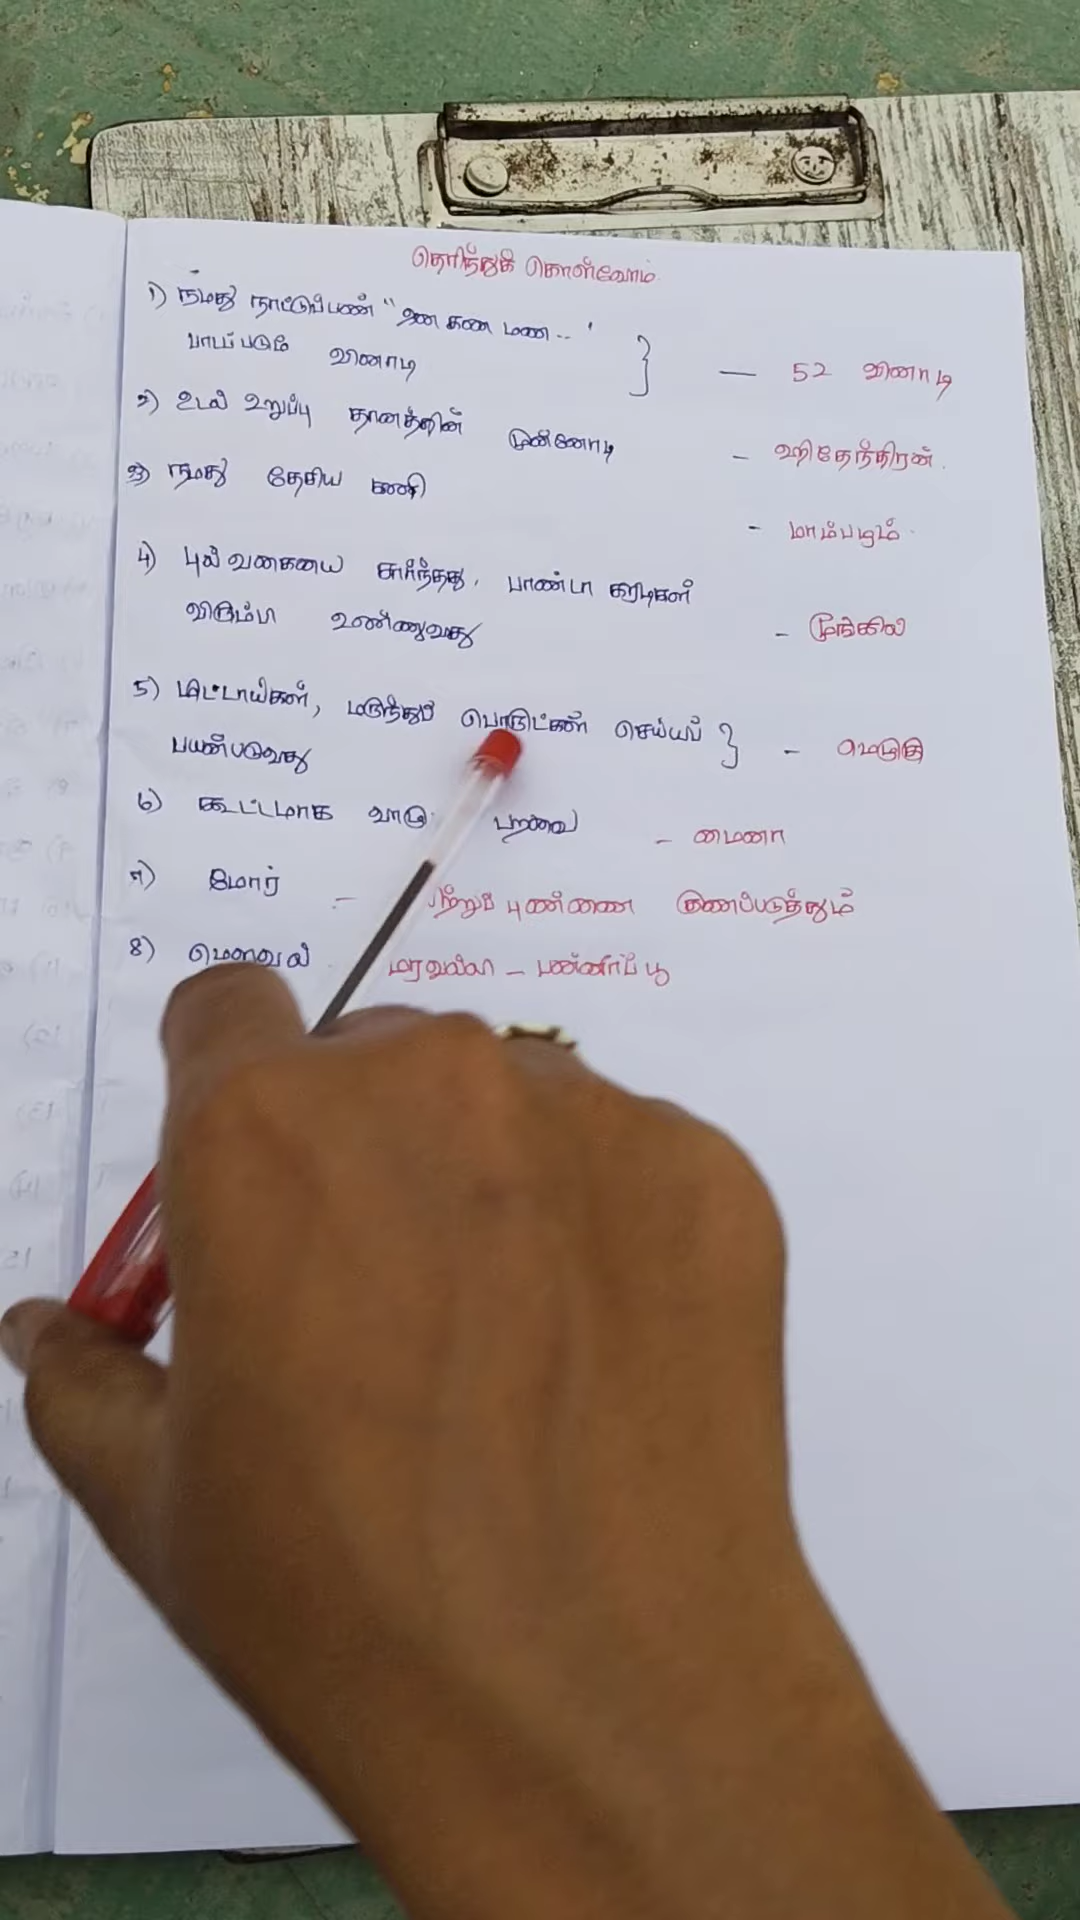 தெரிந்துக் கொள்வோம்.
1) நமது நாட்டுப்பண் "ஜன கண மண.. '
பாடப்படுமே வினாடி } — 52 வினாடி
2) உடல் உறுப்பு தானத்தின் முன்னோடி - ஹிதேந்திரன்.
3) நமது தேசிய கனி - மாம்பழம்.
4) புல் வகையை சார்ந்தது, பாண்டா கரடிகள்
விரும்பி உண்ணுவது - மூங்கில்
5) மிட்டாய்கள், மருந்துப் பொருட்கள் செய்யப் } - மெழுகு
பயன்படுவது
6) கூட்டமாக வாழு பறவை - மைனா
7) மோர் - புண்ணை குணப்படுத்தும்
8) மௌவல் மரவல்லி - பன்னீர்ப் பூ